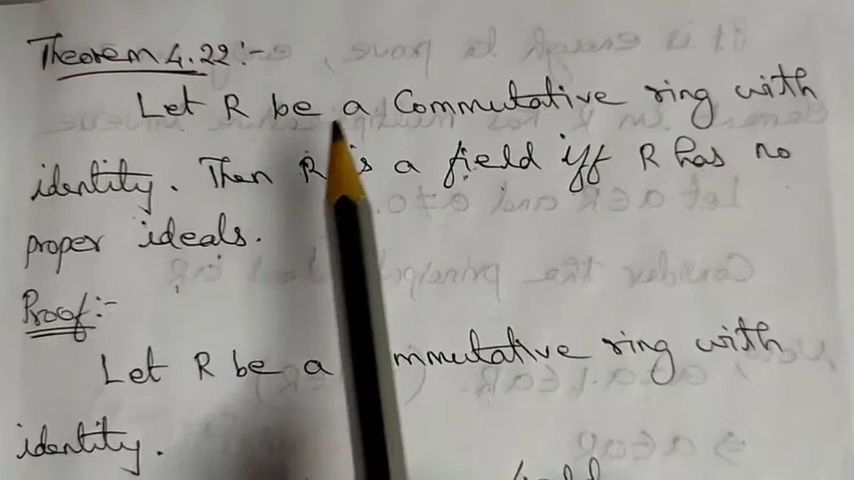 Theorem 4.22:-
Let R be a Commutative ring with
identity. Then R is a field iff R has no
proper ideals.
Proof:-
Let R be a mmutative ring with
identity.